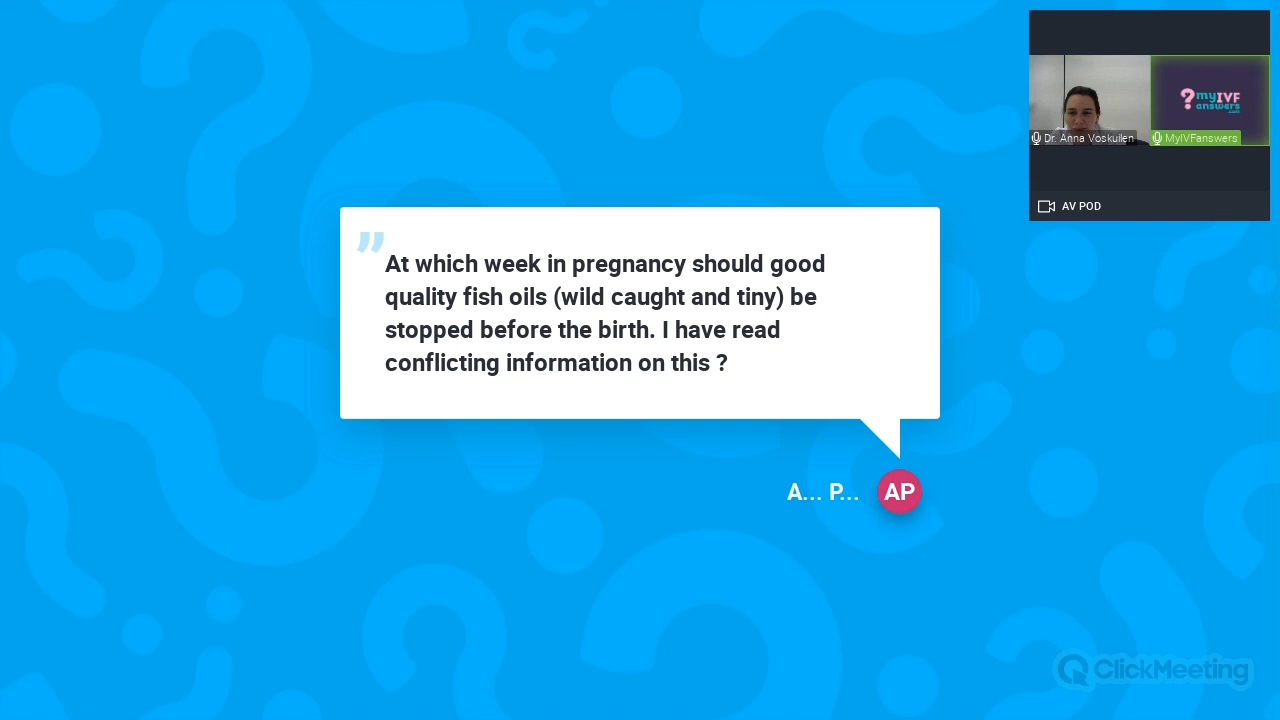 ?myIVF
answers
Dr. Anna Voskuilen
MyIVFanswers
AV POD
”
At which week in pregnancy should good
quality fish oils (wild caught and tiny) be
stopped before the birth. I have read
conflicting information on this ?
A... P...
AP
ClickMeeting